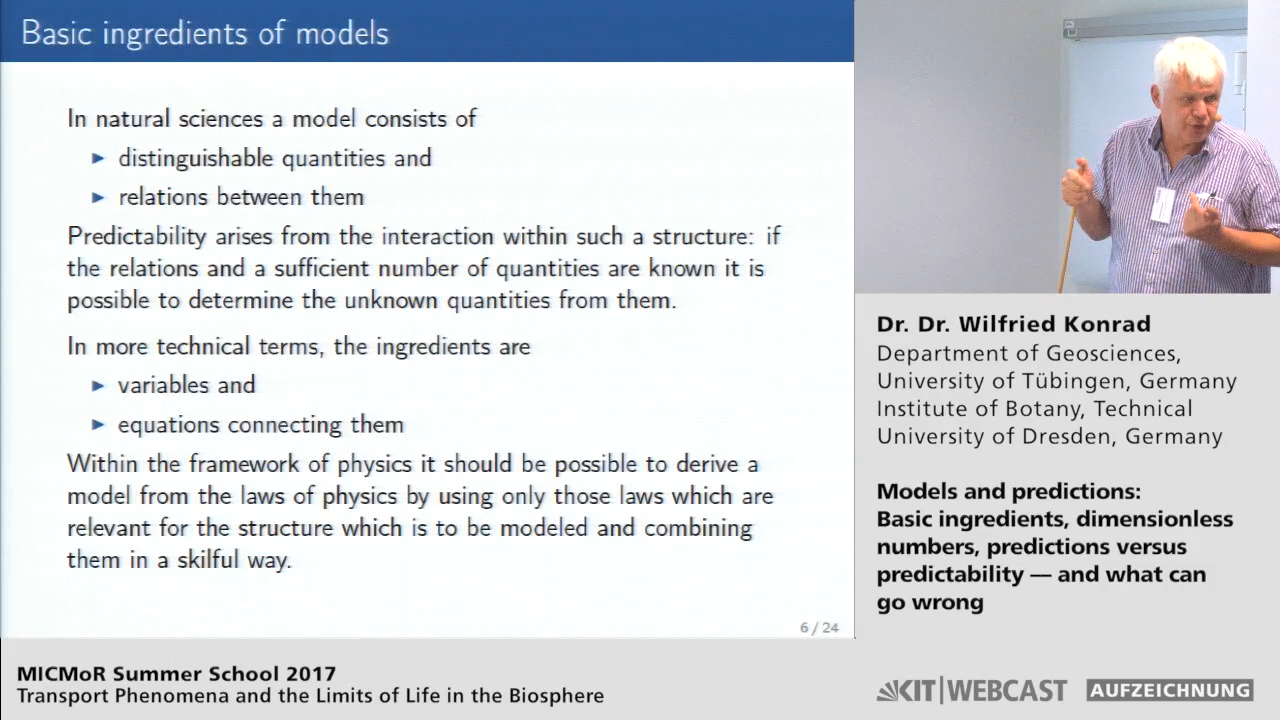 Basic ingredients of models
In natural sciences a model consists of
► distinguishable quantities and
► relations between them
Predictability arises from the interaction within such a structure: if
the relations and a sufficient number of quantities are known it is
possible to determine the unknown quantities from them.
In more technical terms, the ingredients are
► variables and
► equations connecting them
Within the framework of physics it should be possible to derive a
model from the laws of physics by using only those laws which are
relevant for the structure which is to be modeled and combining
them in a skilful way.
6 / 24
Dr. Dr. Wilfried Konrad
Department of Geosciences,
University of Tübingen, Germany
Institute of Botany, Technical
University of Dresden, Germany
Models and predictions:
Basic ingredients, dimensionless
numbers, predictions versus
predictability — and what can
go wrong
MICMoR Summer School 2017
Transport Phenomena and the Limits of Life in the Biosphere
KIT|WEBCAST AUFZEICHNUNG